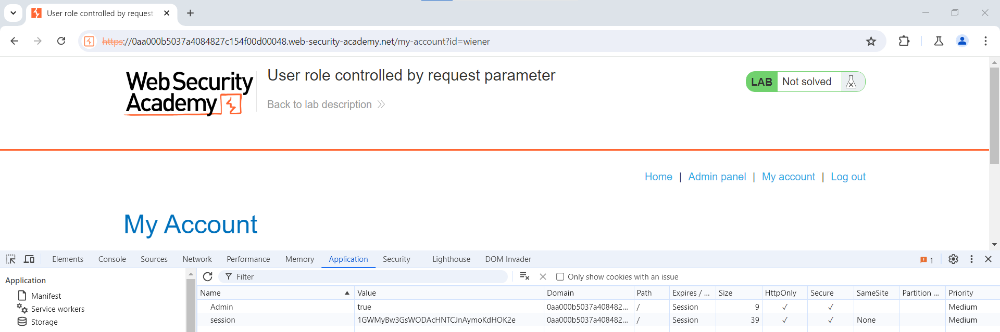 User role controlled by request
https://0aa000b5037a4084827c154f00d00048.web-security-academy.net/my-account?id=wiener
Web Security
Academy
User role controlled by request parameter
Back to lab description
LAB Not solved
Home | Admin panel | My account | Log out
My Account
Elements Console Sources Network Performance Memory Application Security Lighthouse DOM Invader 1
Application
Manifest
Service workers
Storage
Filter Only show cookies with an issue
Name Value Domain Path Expires / ... Size HttpOnly Secure SameSite Partition ... Priority
Admin true 0aa000b5037a408482... / Session 9 ✓ ✓ Medium
session 1GWMyBw3GsWODAcHNTCJnAymoKdHOK2e 0aa000b5037a408482... / Session 39 ✓ ✓ None Medium